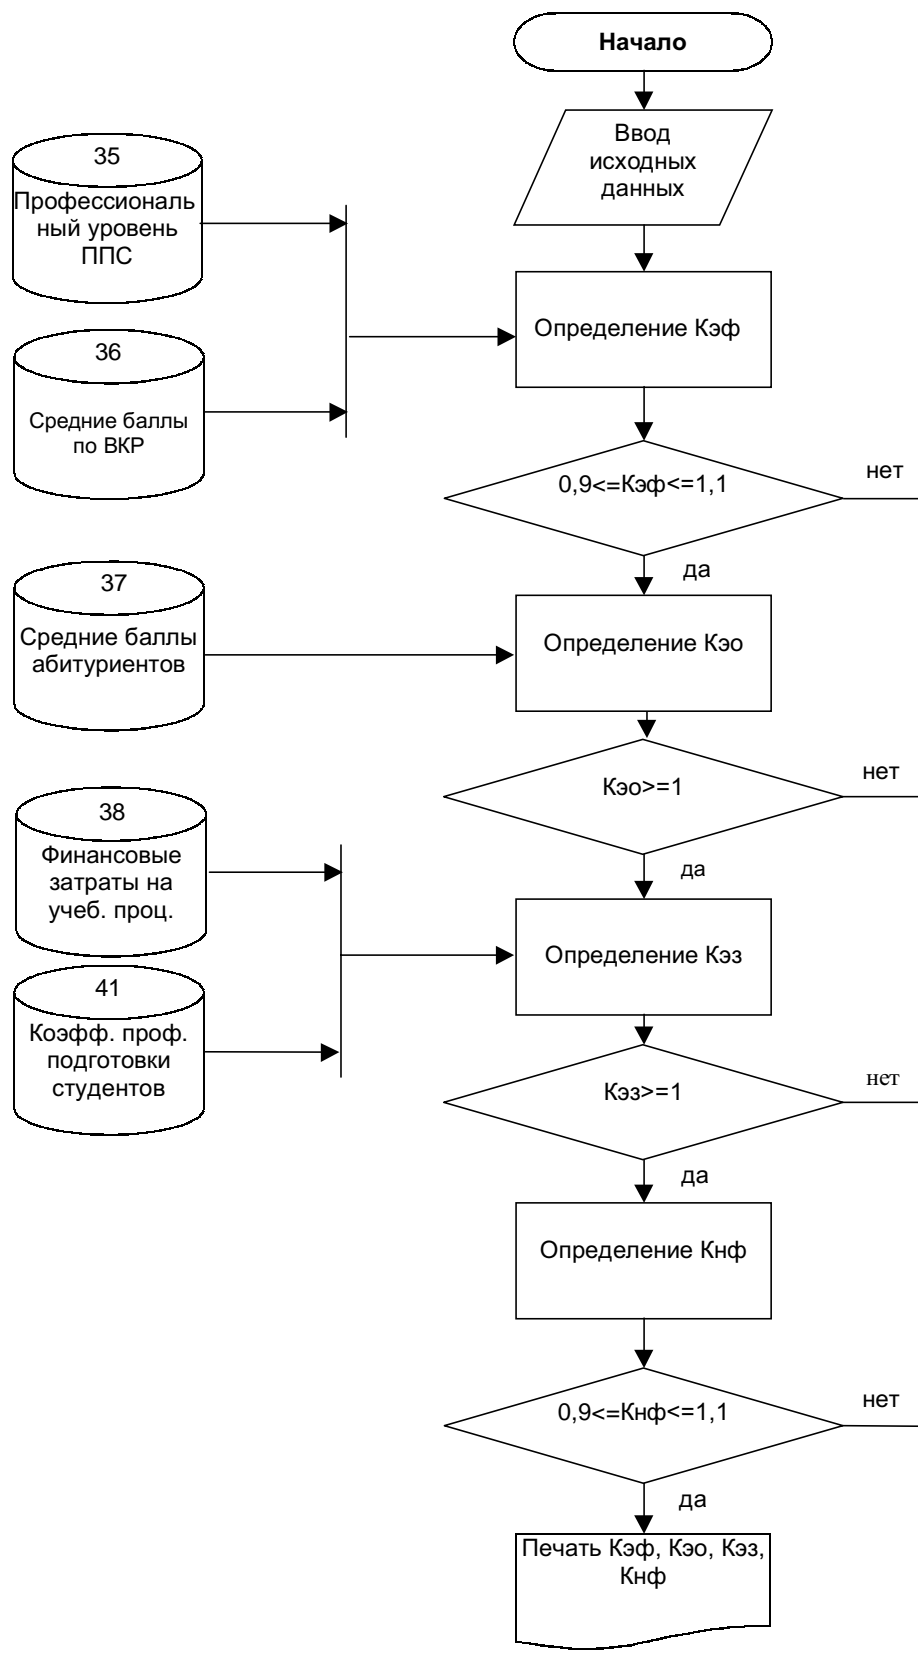 Начало
Ввод
исходных
данных
35
Профессиональ
ный уровень
ППС
Определение Кэф
36
Средние баллы
по ВКР
0,9<=Кэф<=1,1
нет
да
37
Средние баллы
абитуриентов
Определение Кэо
Кэо>=1
нет
да
38
Финансовые
затраты на
учеб. проц.
Определение Кэз
41
Коэфф. проф.
подготовки
студентов
Кэз>=1
нет
да
Определение Кнф
0,9<=Кнф<=1,1
нет
да
Печать Кэф, Кэо, Кэз,
Кнф